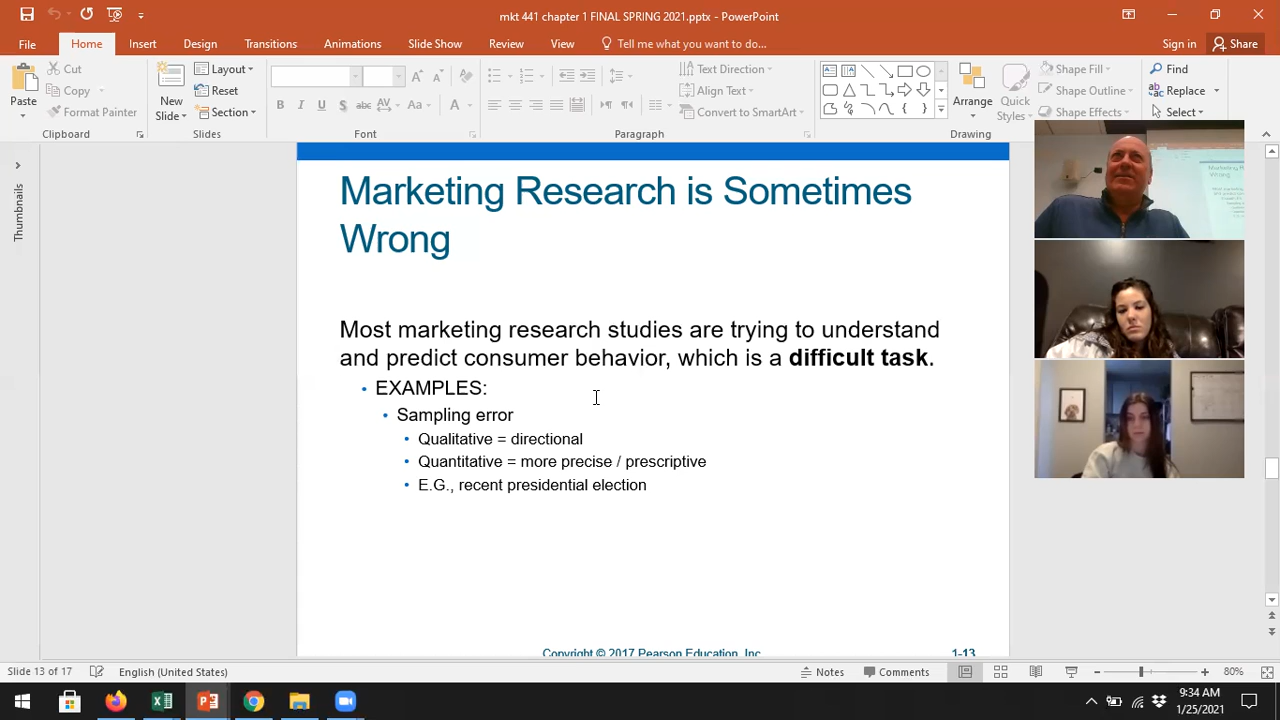 mkt 441 chapter 1 FINAL SPRING 2021.pptx - PowerPoint
File Home Insert Design Transitions Animations Slide Show Review View Tell me what you want to do... Sign in Share
Paste
Cut
Copy
Format Painter
Clipboard
New Slide
Layout
Reset
Section
Slides
B I U S abc AV Aa A
Font
Text Direction
Align Text
Convert to SmartArt
Paragraph
Arrange
Quick Styles
Shape Fill
Shape Outline
Shape Effects
Drawing
Find
Replace
Select
Thumbnails
Marketing Research is Sometimes
Wrong
Most marketing research studies are trying to understand
and predict consumer behavior, which is a difficult task.
• EXAMPLES:
• Sampling error
• Qualitative = directional
• Quantitative = more precise / prescriptive
• E.G., recent presidential election
Copyright © 2017 Pearson Education, Inc. 1-13
Slide 13 of 17 English (United States) Notes Comments 80%
9:34 AM
1/25/2021